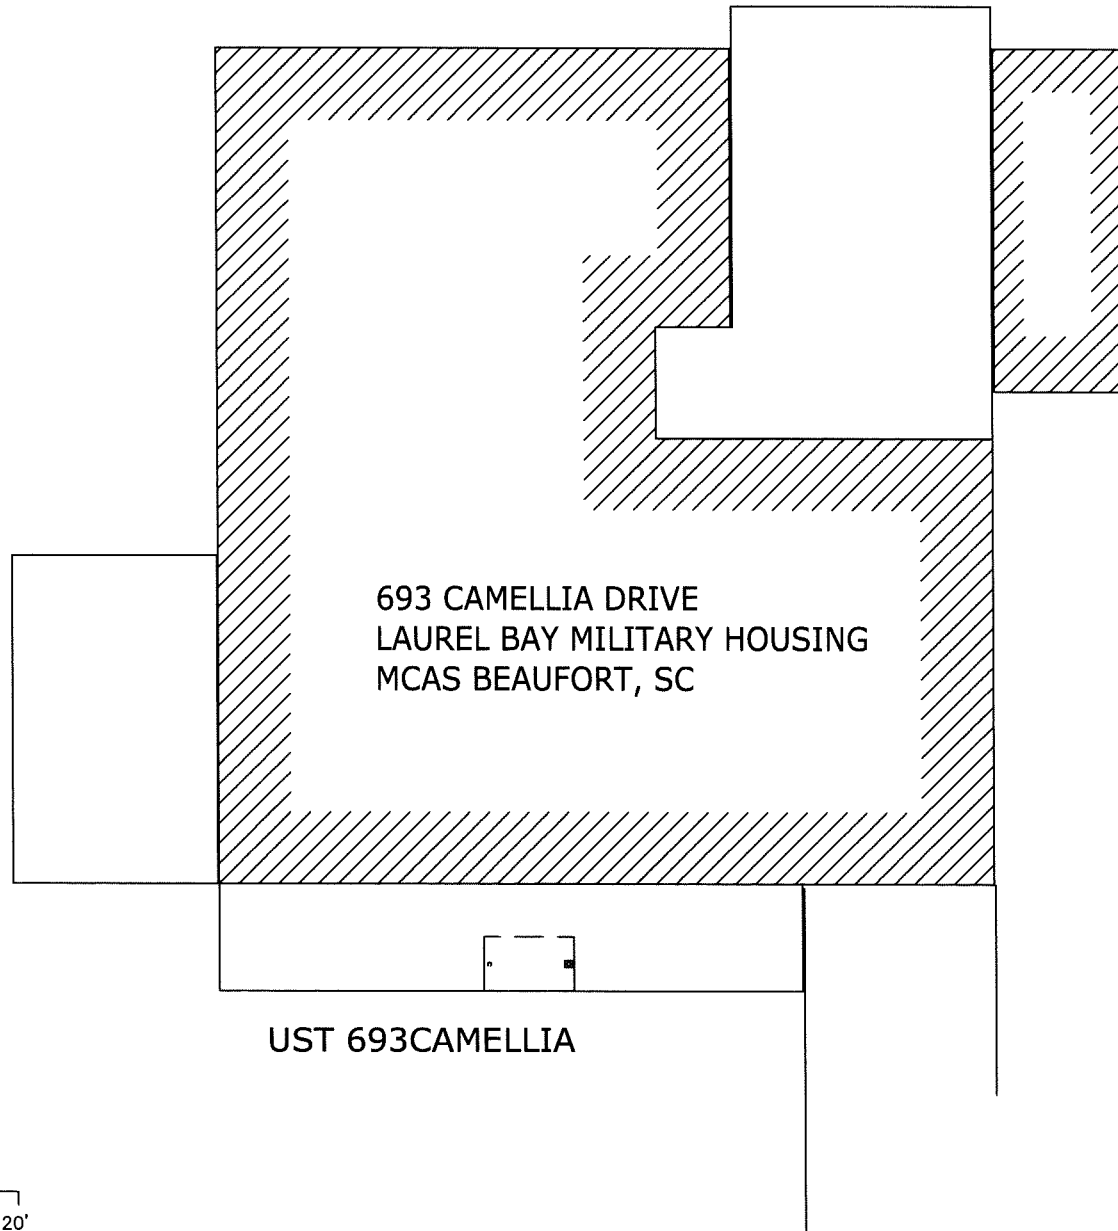 693 CAMELLIA DRIVE
LAUREL BAY MILITARY HOUSING
MCAS BEAUFORT, SC
UST 693CAMELLIA
20'